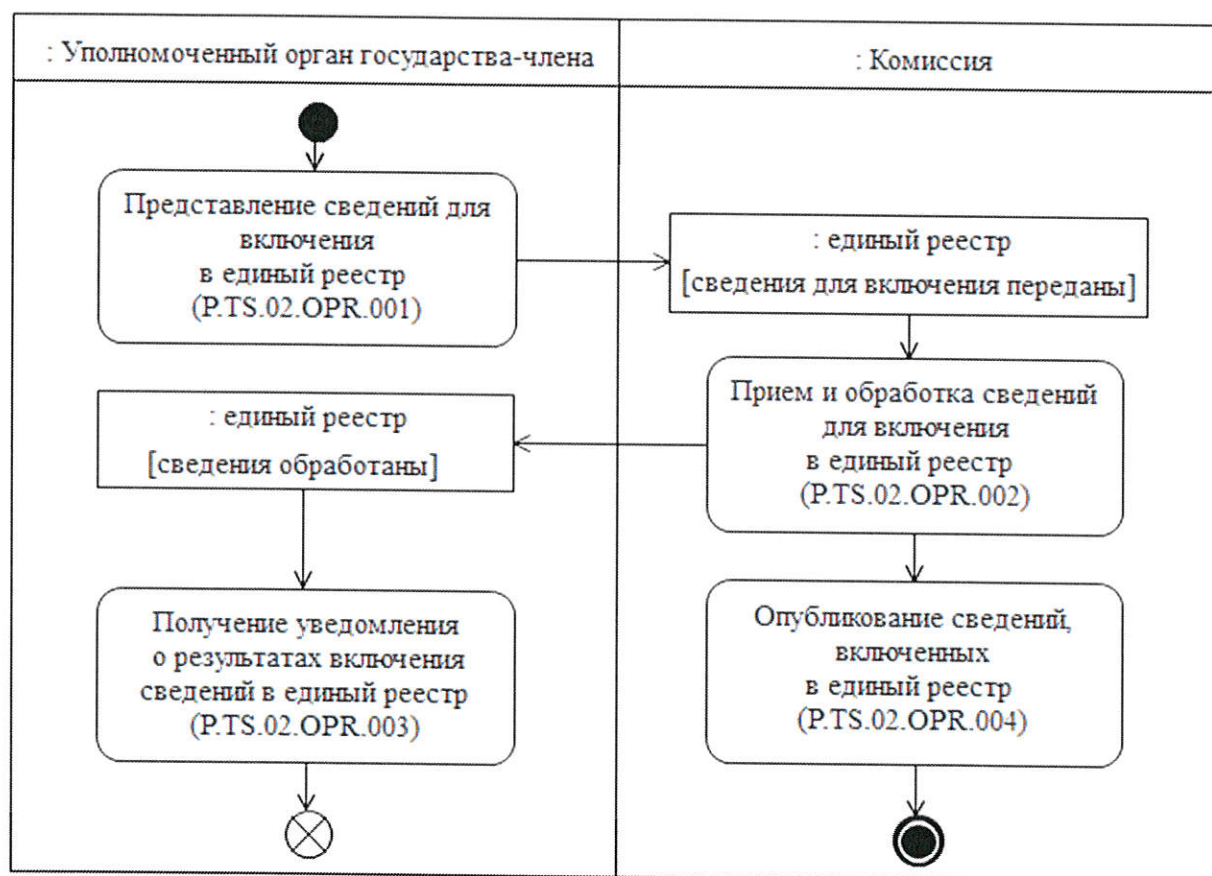 : Уполномоченный орган государства-члена
: Комиссия
Представление сведений для
включения
в единый реестр
(P.TS.02.OPR.001)
: единый реестр
[сведения для включения переданы]
Прием и обработка сведений
для включения
в единый реестр
(P.TS.02.OPR.002)
: единый реестр
[сведения обработаны]
Получение уведомления
о результатах включения
сведений в единый реестр
(P.TS.02.OPR.003)
Опубликование сведений,
включенных
в единый реестр
(P.TS.02.OPR.004)